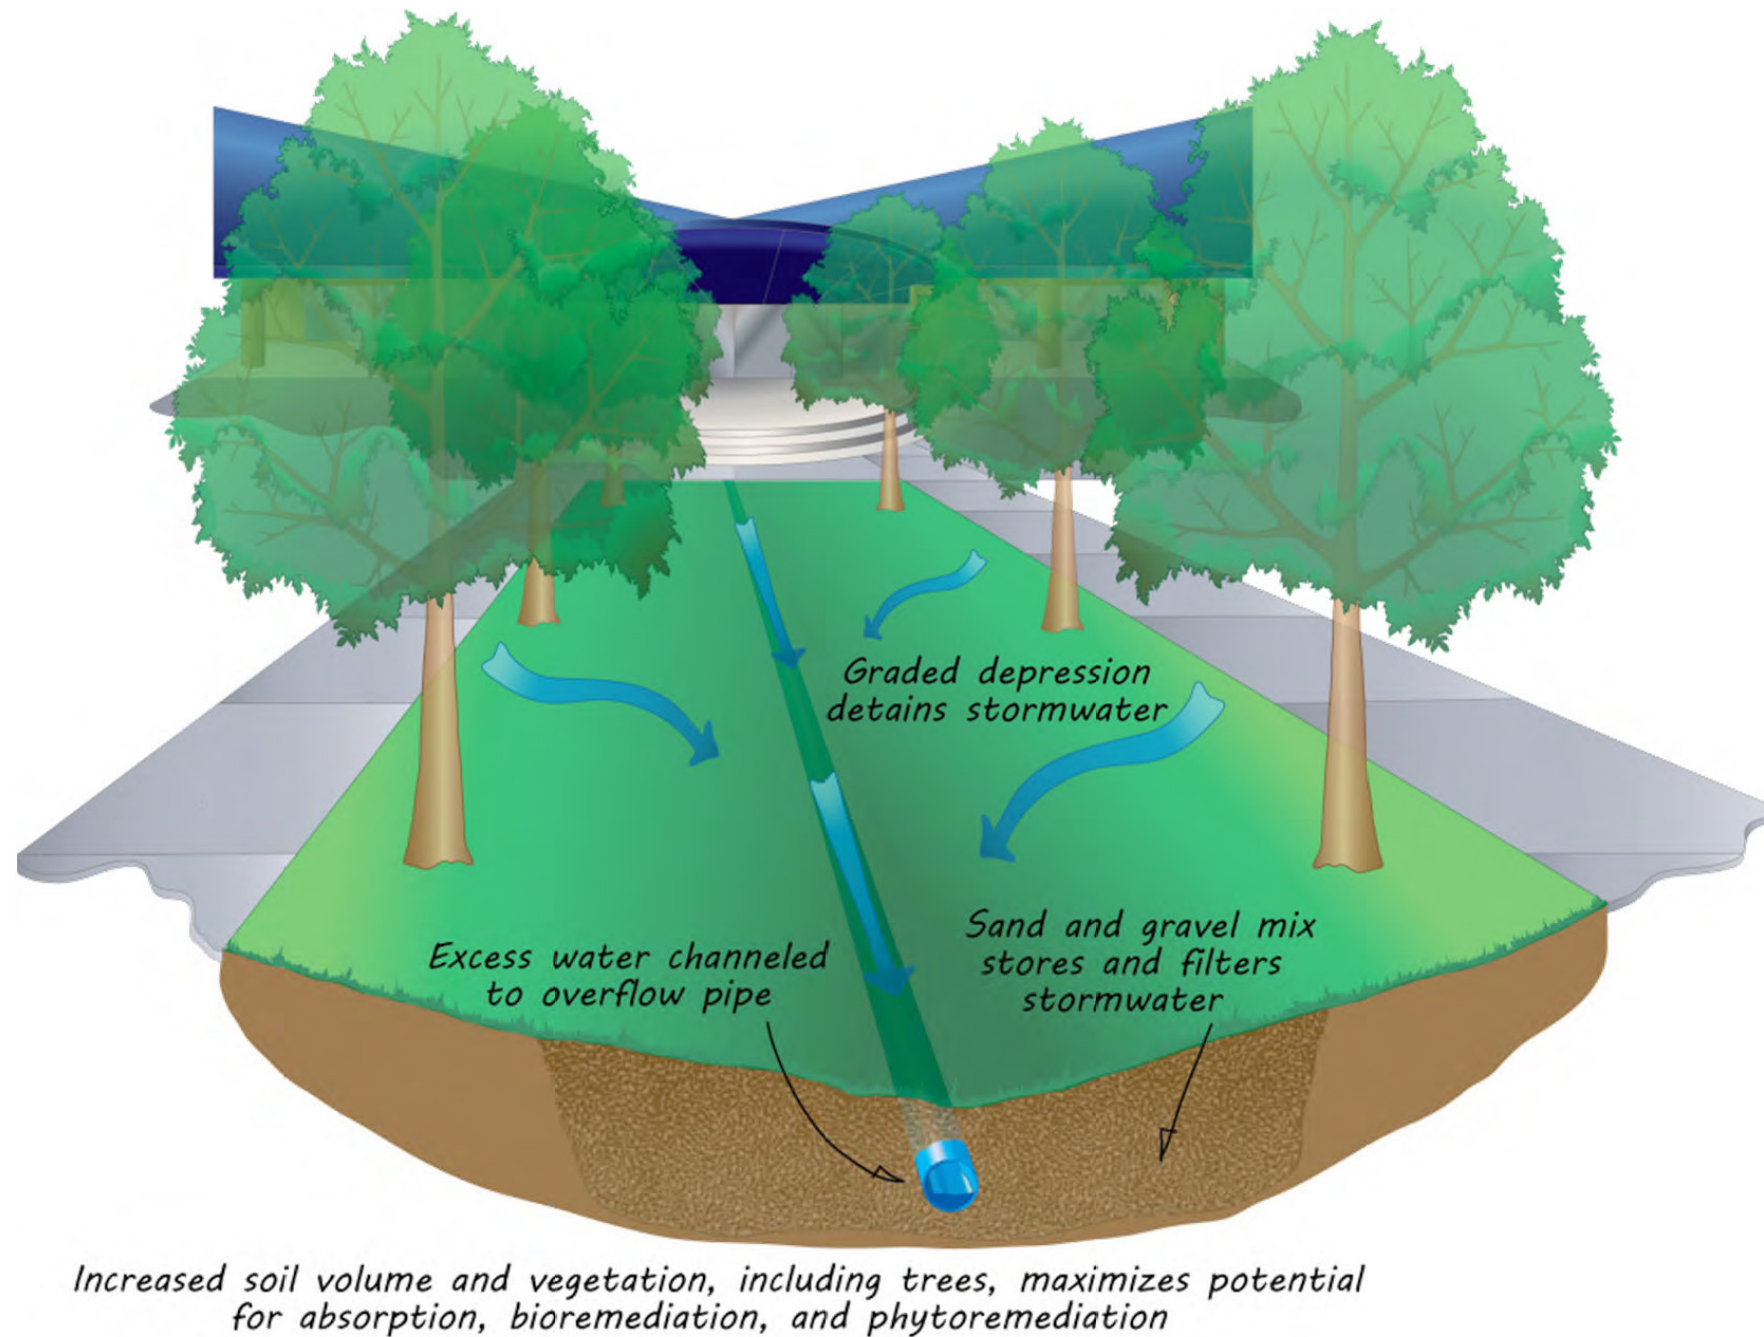 Graded depression
detains stormwater
Excess water channeled
to overflow pipe
Sand and gravel mix
stores and filters
stormwater
Increased soil volume and vegetation, including trees, maximizes potential
for absorption, bioremediation, and phytoremediation